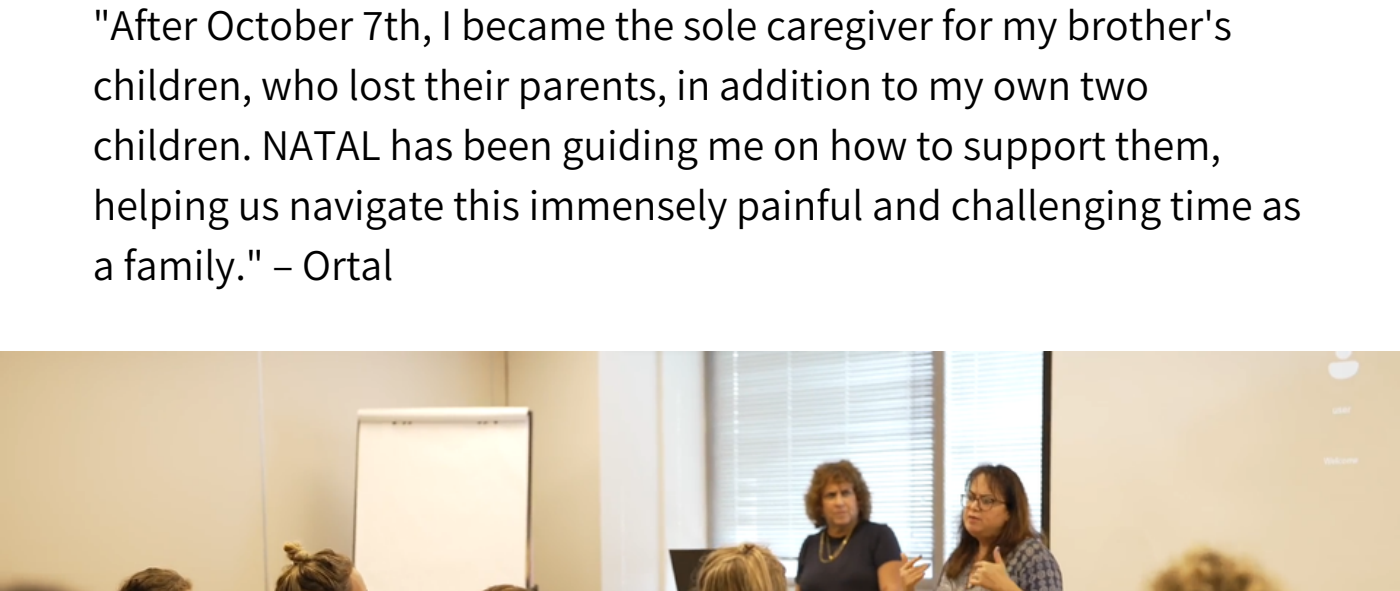 "After October 7th, I became the sole caregiver for my brother's
children, who lost their parents, in addition to my own two
children. NATAL has been guiding me on how to support them,
helping us navigate this immensely painful and challenging time as
a family." – Ortal
Welcome